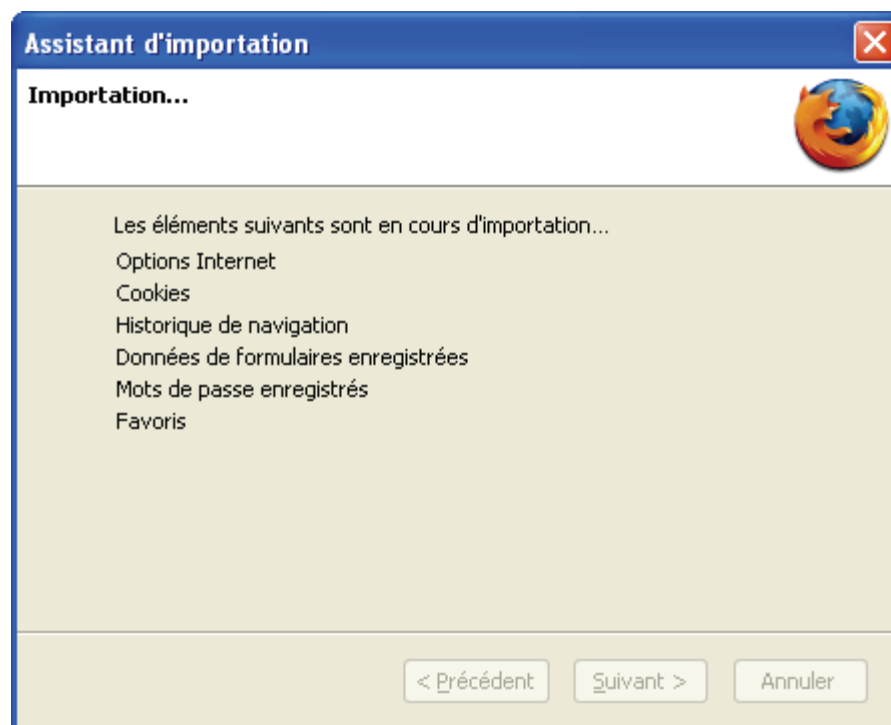 Assistant d'importation
Importation...
Les éléments suivants sont en cours d'importation...
Options Internet
Cookies
Historique de navigation
Données de formulaires enregistrées
Mots de passe enregistrés
Favoris
< Précédent
Suivant >
Annuler